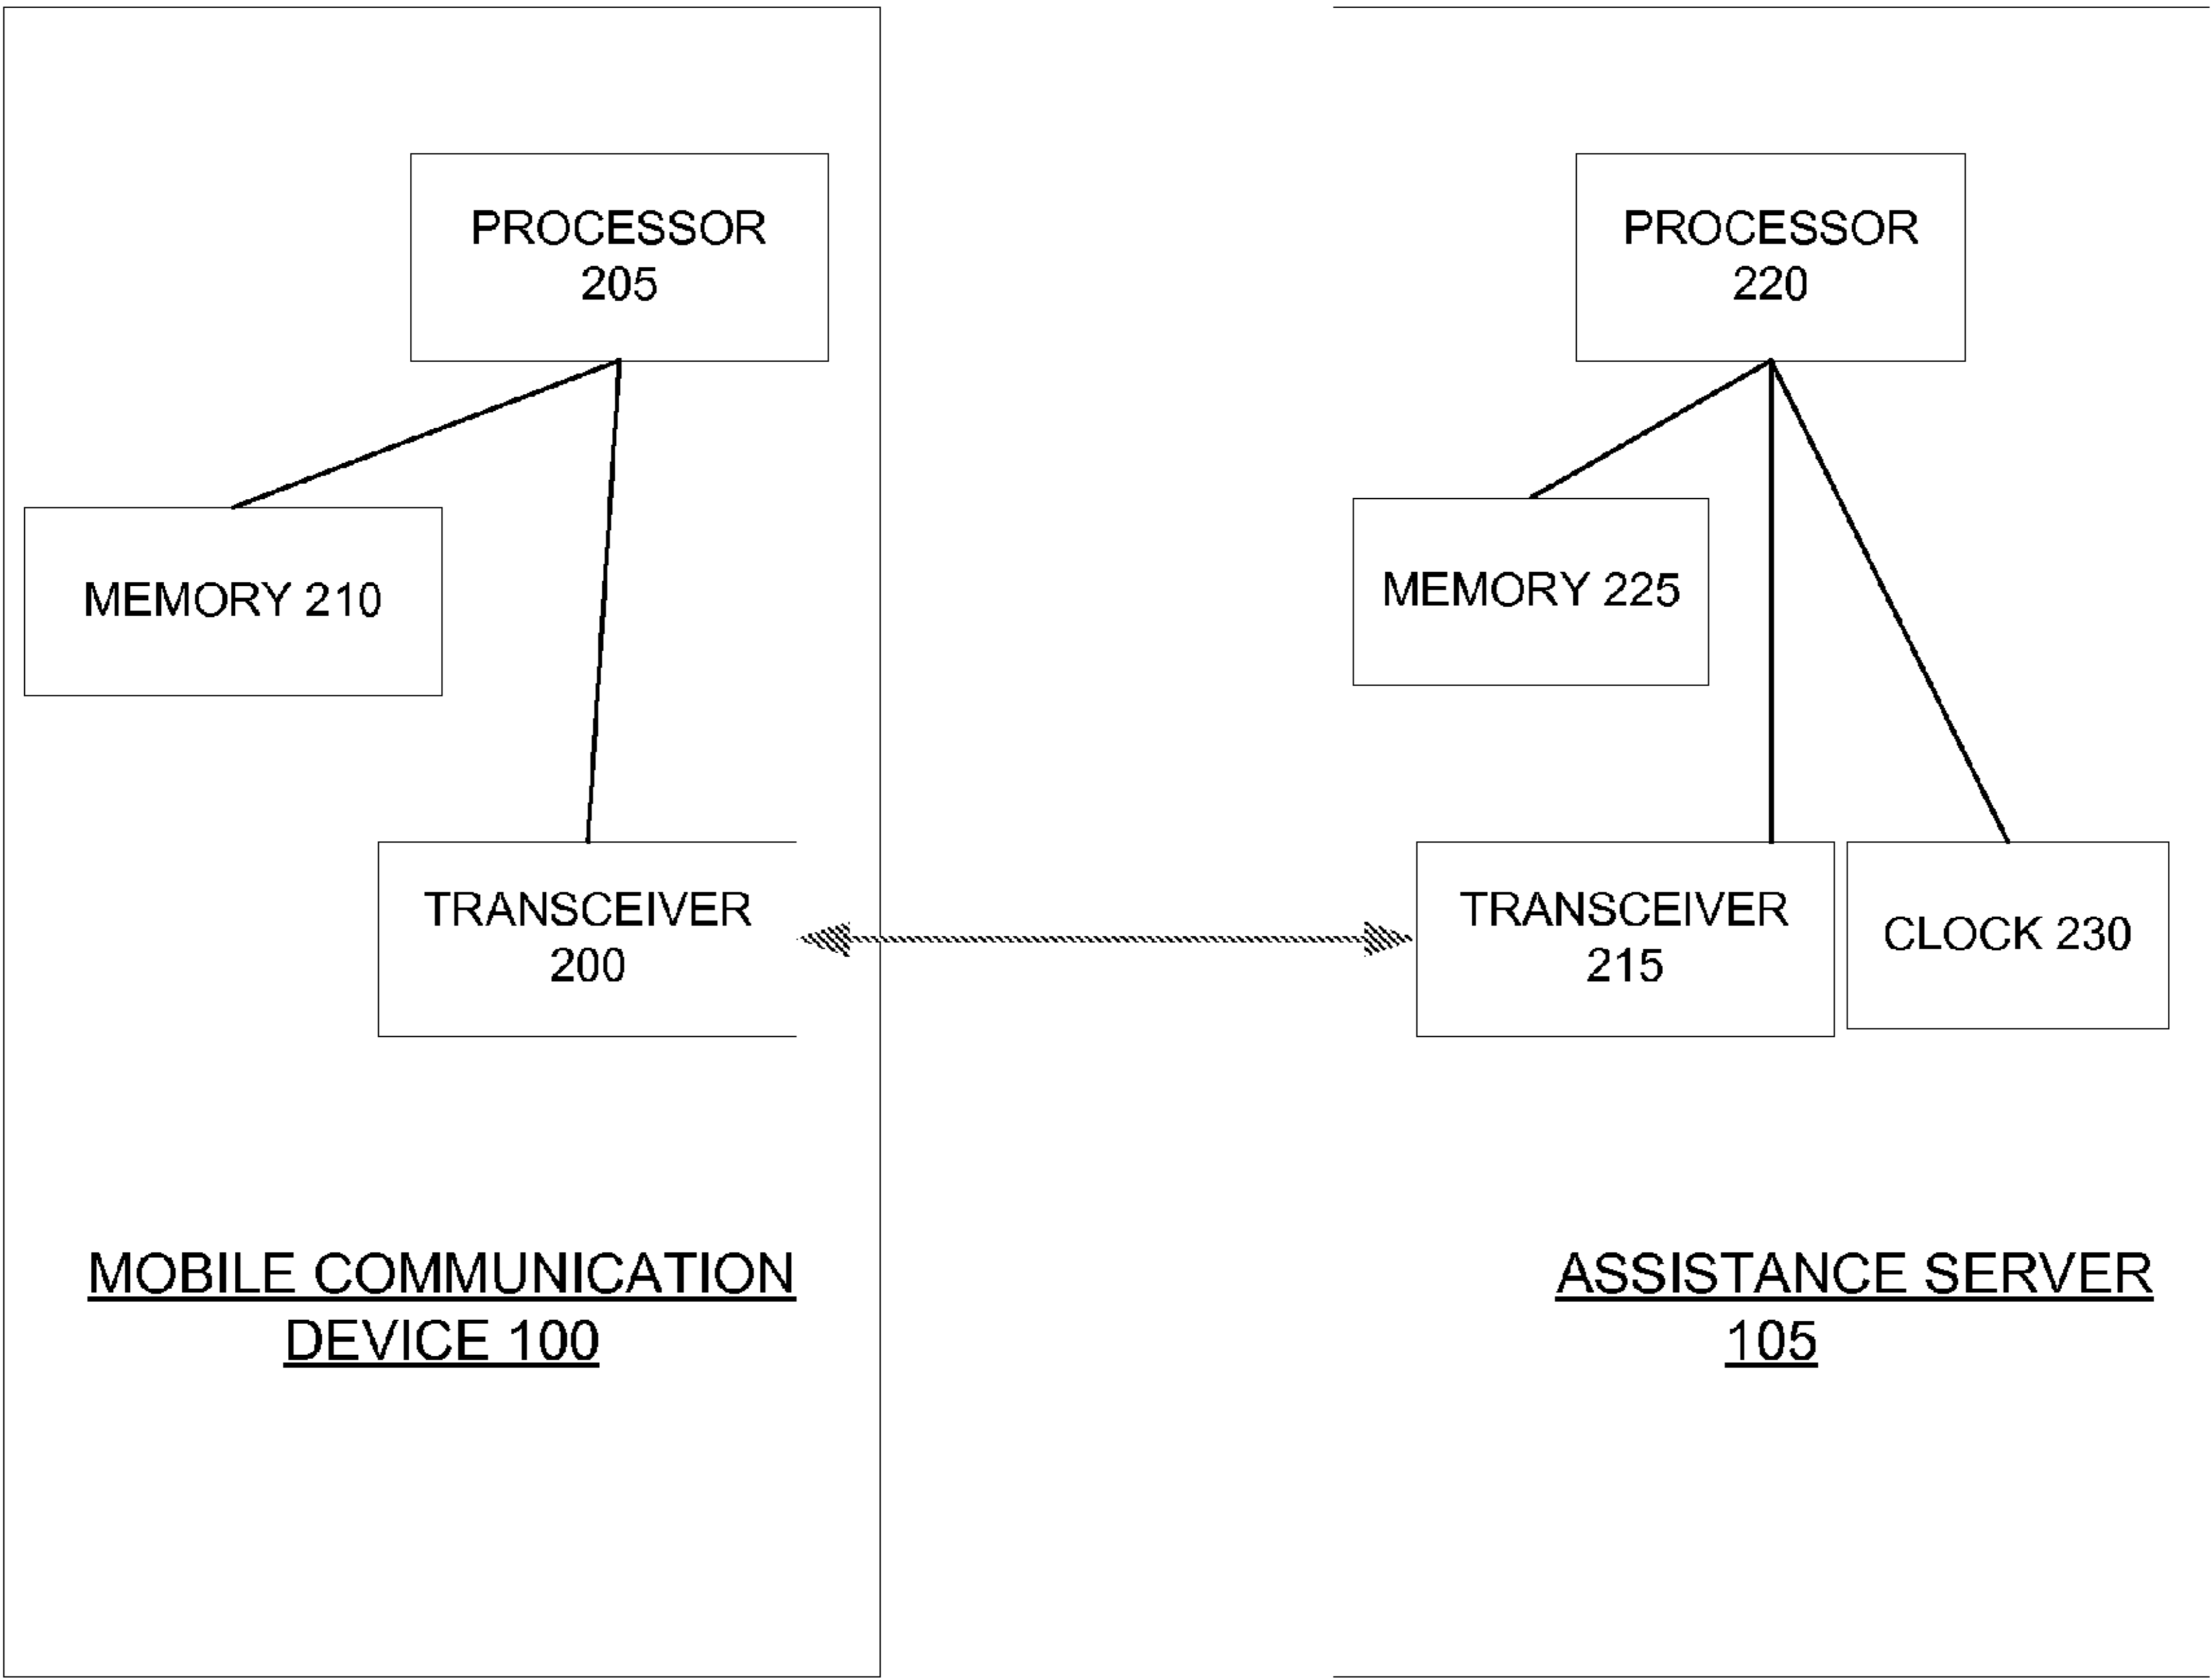 PROCESSOR
205
MEMORY 210
TRANSCEIVER
200
MOBILE COMMUNICATION
DEVICE 100
PROCESSOR
220
MEMORY 225
TRANSCEIVER
215
CLOCK 230
ASSISTANCE SERVER
105